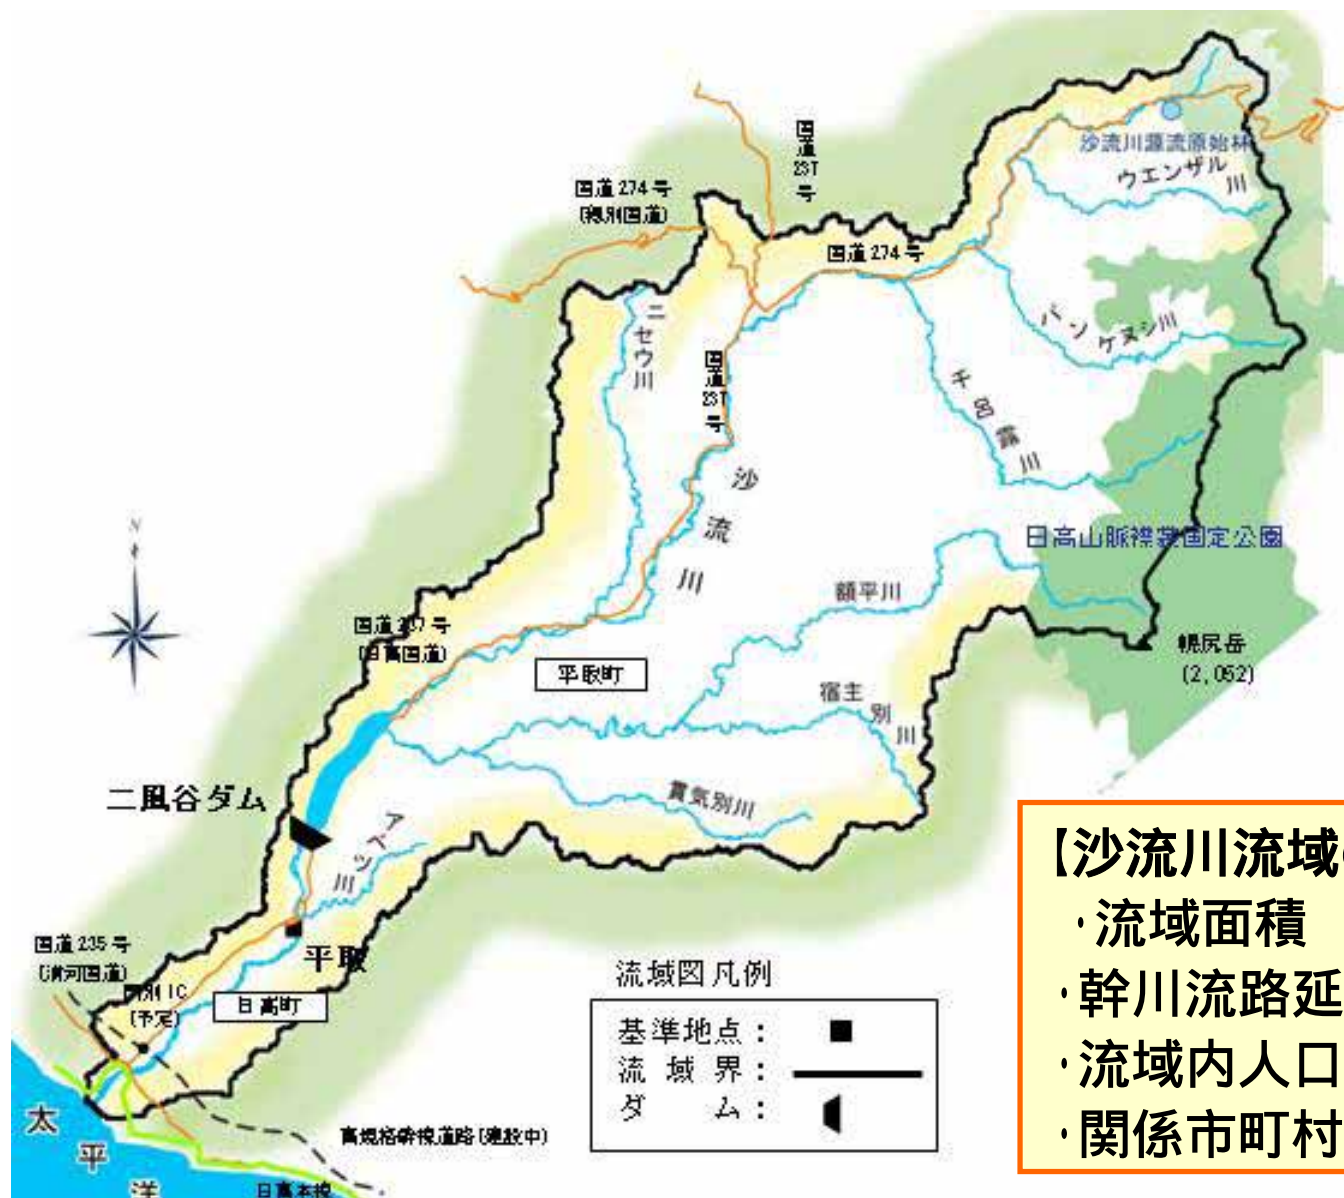 国道
237
号
国道274号
国道274号
沙流川源流原始林
ウエンザル
川
ニセウ川
国道
237
号
パンケヌシ川
千呂露川
沙流川
日高山脈襟裳国定公園
額平川
N
国道237号
(日高国道)
平取町
幌尻岳
(2,052)
宿主別川
貫気別川
二風谷ダム
アベツ川
平取
国道235号
(浦河国道)
(予定)
日高町
太平洋
高規格幹線道路(建設中)
日高本線
流域図凡例
基準地点：
流域界：
ダム：
【沙流川流域
・流域面積
・幹川流路延
・流域内人口
・関係市町村